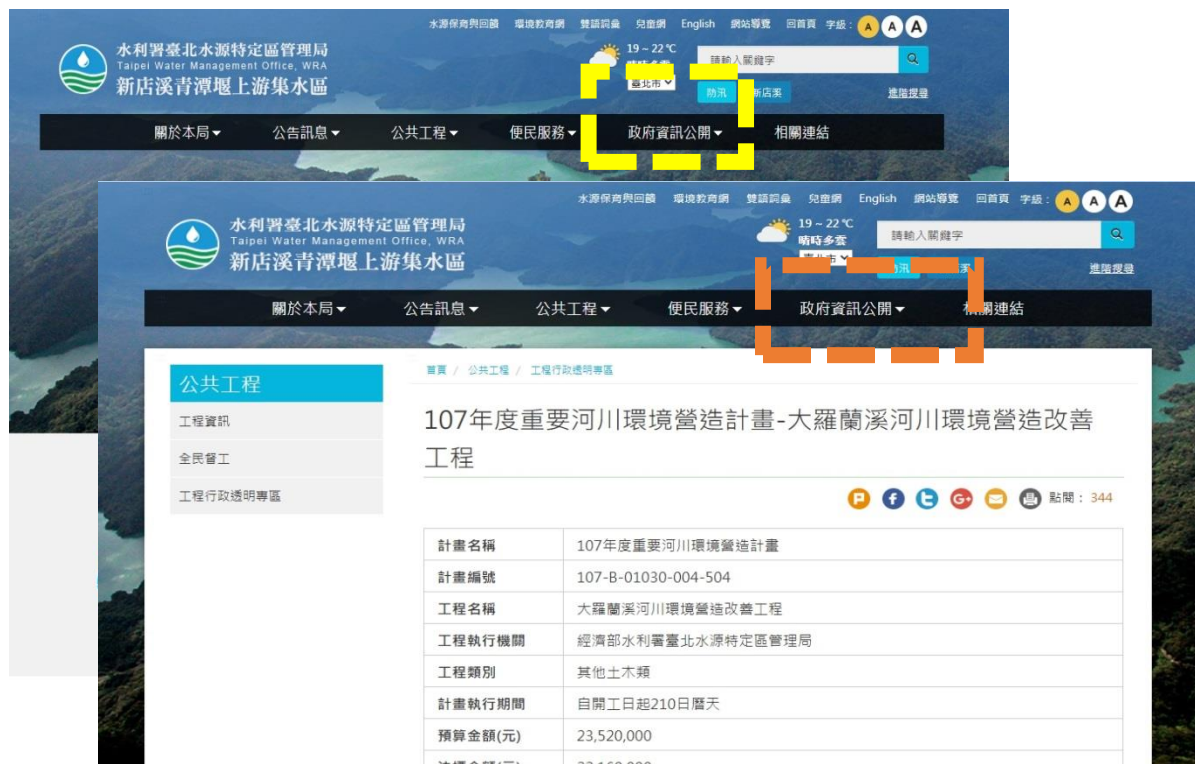 水源保育與回饋 環境教育網 雙語詞彙 兒童網 English 網站導覽 回首頁 字級： A A A
水利署臺北水源特定區管理局
Taipei Water Management Office, WRA
新店溪青潭堰上游集水區
19 ~ 22 ℃
晴時多雲
臺北市
請輸入關鍵字
防汛
新店溪
進階搜尋
關於本局 公告訊息 公共工程 便民服務 政府資訊公開 相關連結
水源保育與回饋 環境教育網 雙語詞彙 兒童網 English 網站導覽 回首頁 字級： A A A
水利署臺北水源特定區管理局
Taipei Water Management Office, WRA
新店溪青潭堰上游集水區
19 ~ 22 ℃
晴時多雲
臺北市
請輸入關鍵字
防汛
進階搜尋
關於本局 公告訊息 公共工程 便民服務 政府資訊公開 相關連結
公共工程
工程資訊
全民督工
工程行政透明專區
首頁 / 公共工程 / 工程行政透明專區
107年度重要河川環境營造計畫-大羅蘭溪河川環境營造改善
工程
點閱： 344
計畫名稱 107年度重要河川環境營造計畫
計畫編號 107-B-01030-004-504
工程名稱 大羅蘭溪河川環境營造改善工程
工程執行機關 經濟部水利署臺北水源特定區管理局
工程類別 其他土木類
計畫執行期間 自開工日起210日曆天
預算金額(元) 23,520,000